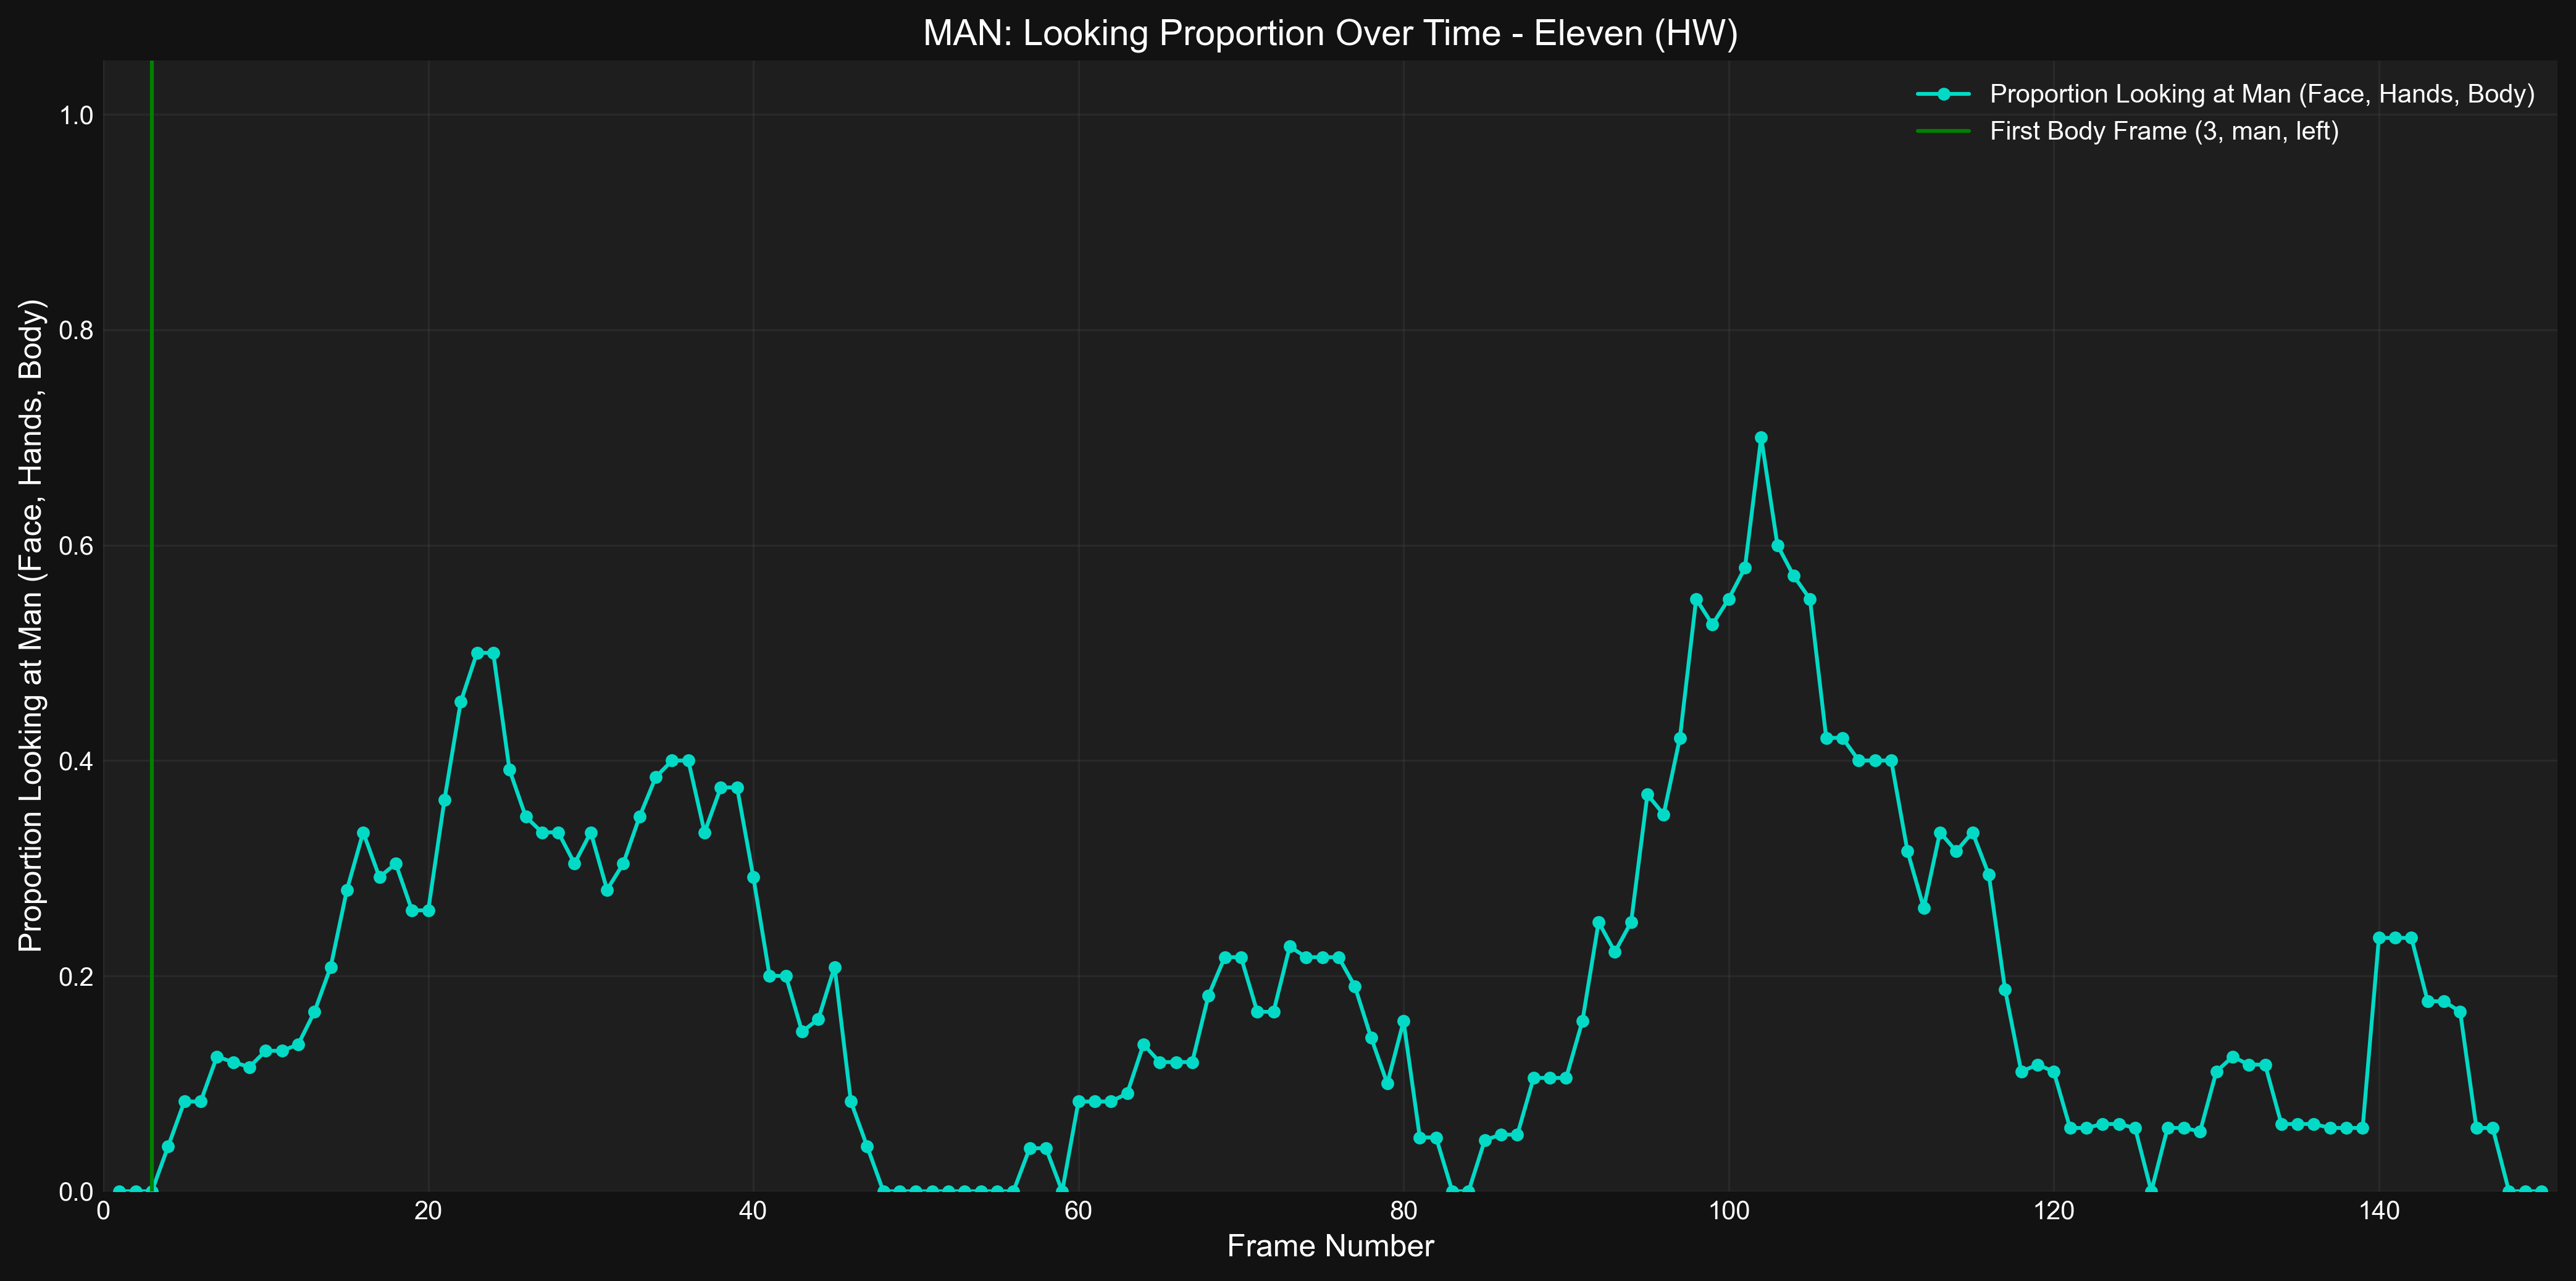 MAN: Looking Proportion Over Time - Eleven (HW)
Proportion Looking at Man (Face, Hands, Body)
First Body Frame (3, man, left)
Proportion Looking at Man (Face, Hands, Body)
1.0
0.8
0.6
0.4
0.2
0.0
0 20 40 60 80 100 120 140
Frame Number